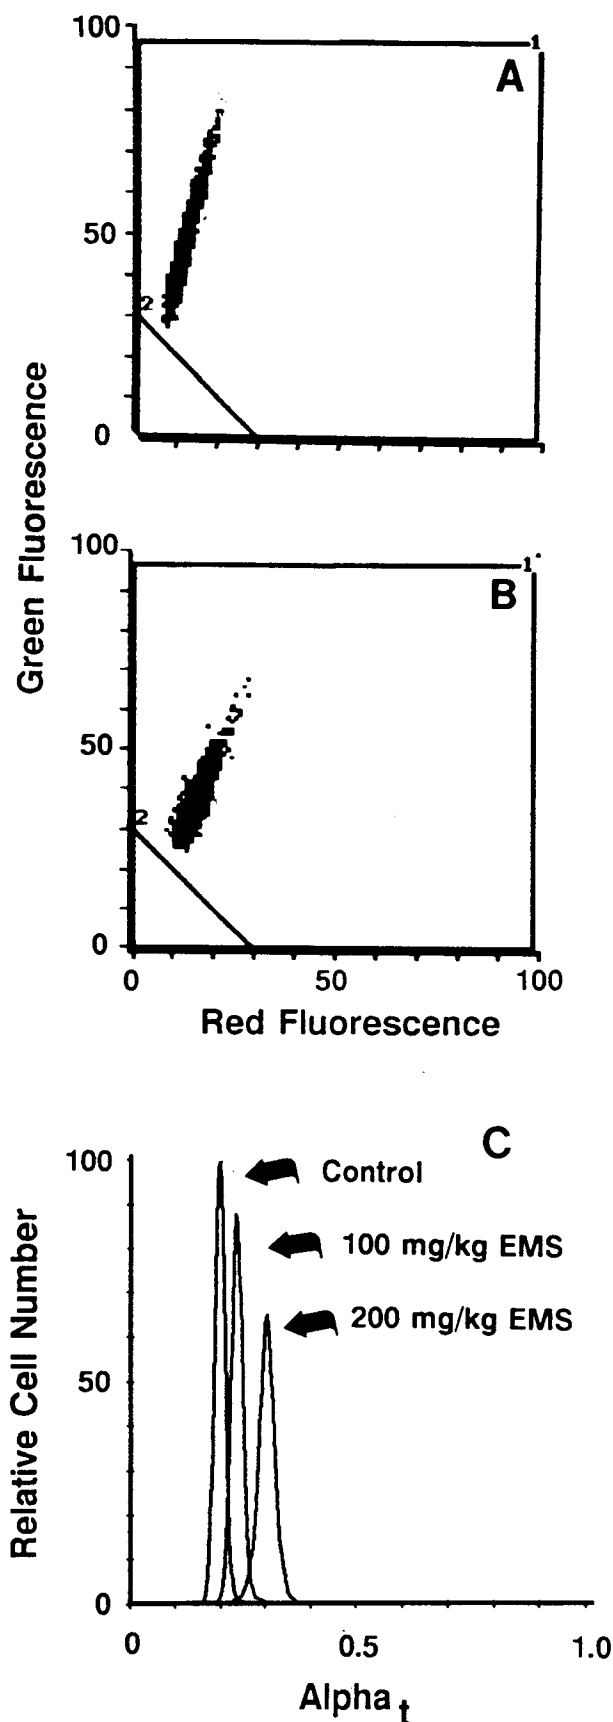 100
1
A
50
2
0
Green Fluorescence
100
1
B
50
2
0
0 50 100
Red Fluorescence
C
100
Control
100 mg/kg EMS
200 mg/kg EMS
50
Relative Cell Number
0
0 0.5 1.0
Alpha t